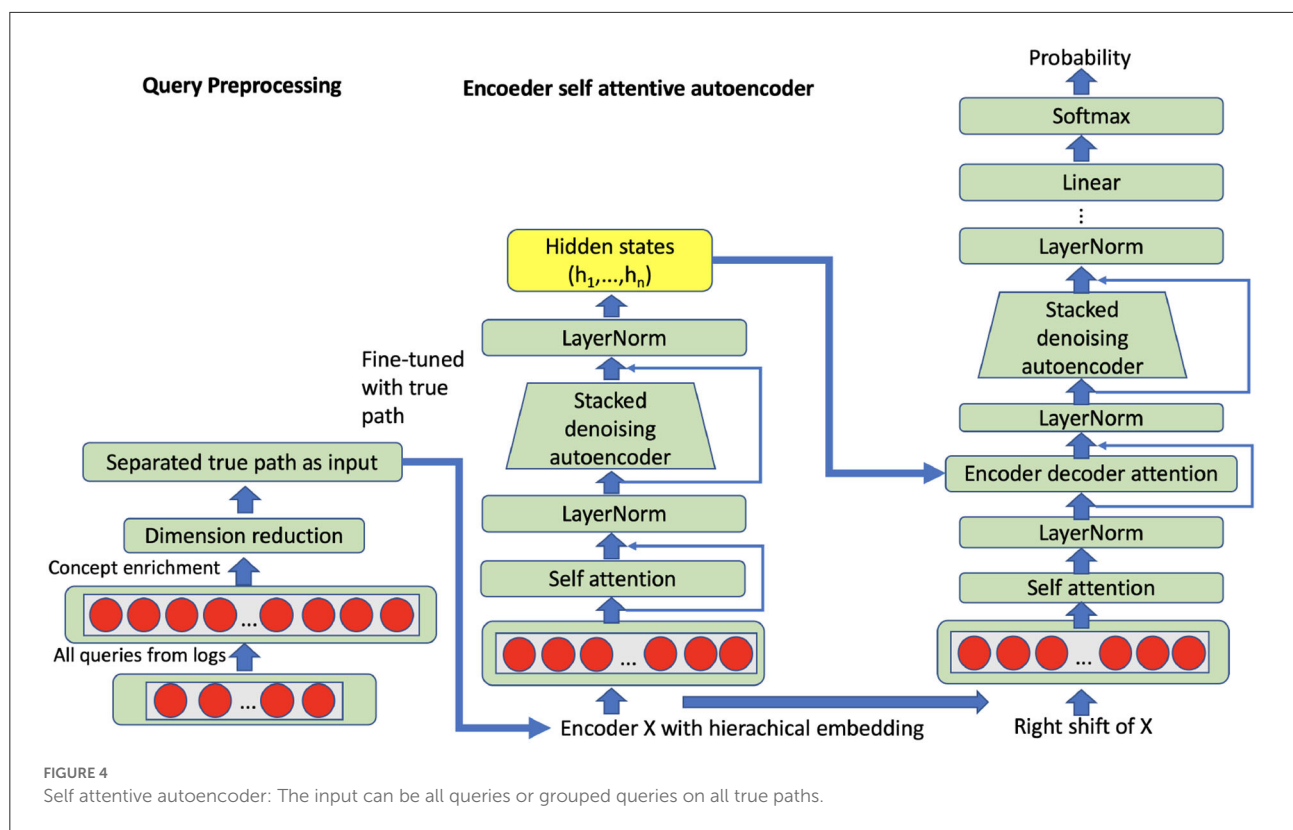 Query Preprocessing
Separated true path as input
Dimension reduction
Concept enrichment
...
All queries from logs
...
Encoeder self attentive autoencoder
Hidden states
(h1,...,hn)
LayerNorm
Fine-tuned
with true
path
Stacked
denoising
autoencoder
LayerNorm
Self attention
...
Encoder X with hierachical embedding
Probability
Softmax
Linear
...
LayerNorm
Stacked
denoising
autoencoder
LayerNorm
Encoder decoder attention
LayerNorm
Self attention
...
Right shift of X
FIGURE 4
Self attentive autoencoder: The input can be all queries or grouped queries on all true paths.